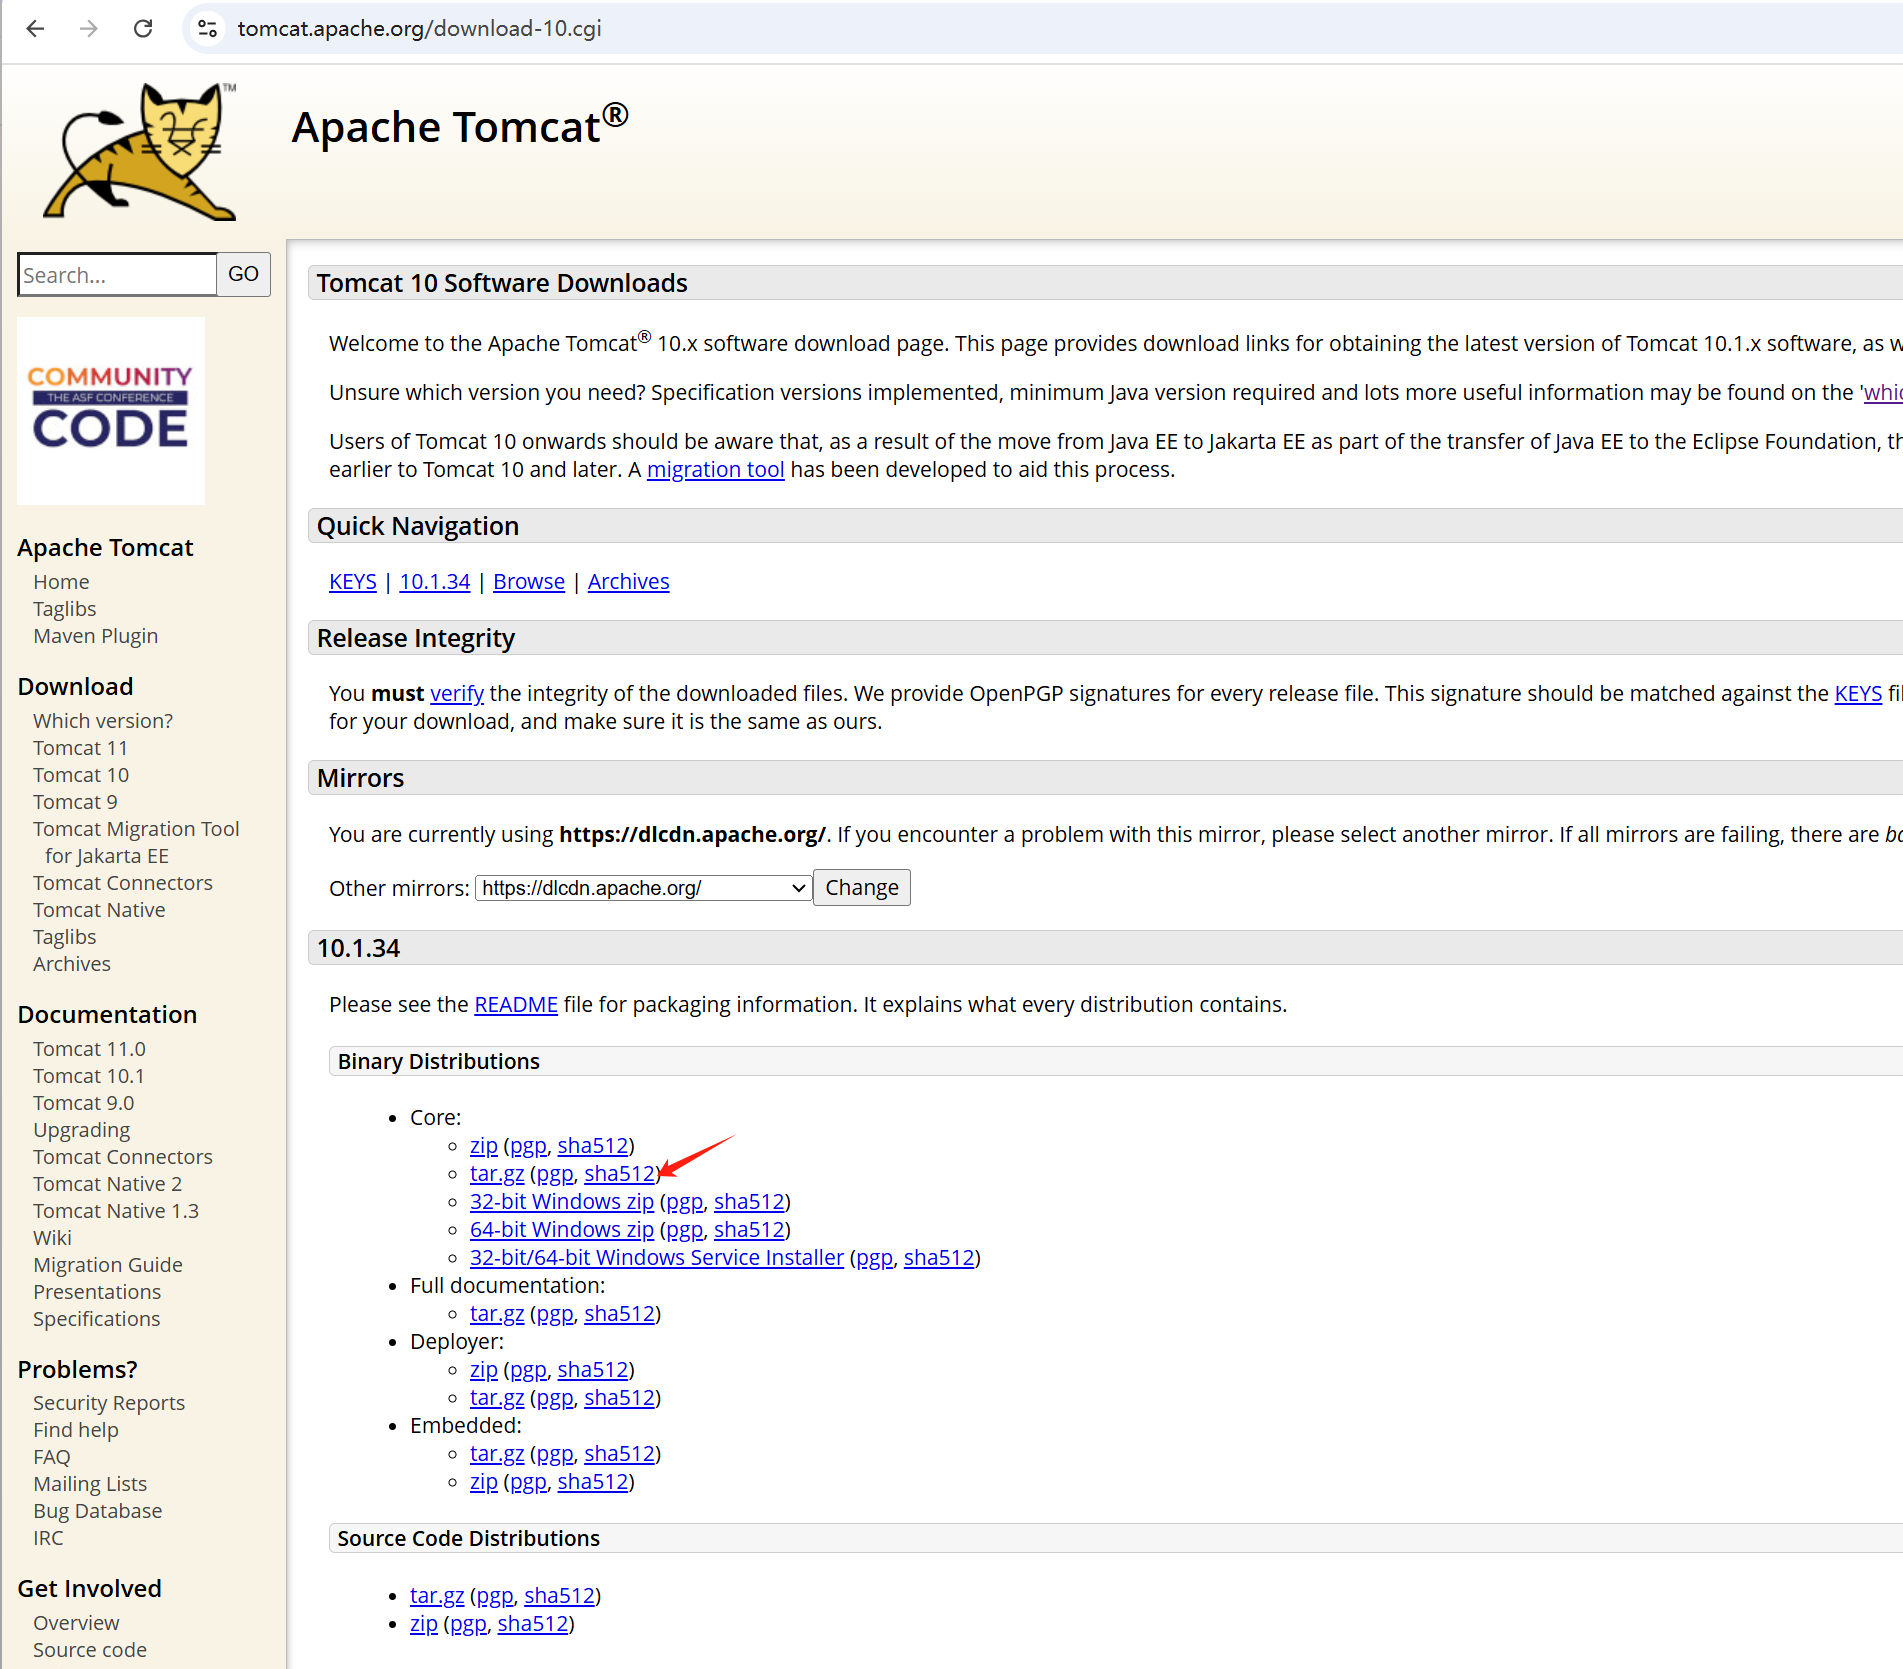 tomcat.apache.org/download-10.cgi
TM
Apache Tomcat®
Search...
GO
COMMUNITY
THE ASF CONFERENCE
CODE
Apache Tomcat
Home
Taglibs
Maven Plugin
Download
Which version?
Tomcat 11
Tomcat 10
Tomcat 9
Tomcat Migration Tool
for Jakarta EE
Tomcat Connectors
Tomcat Native
Taglibs
Archives
Documentation
Tomcat 11.0
Tomcat 10.1
Tomcat 9.0
Upgrading
Tomcat Connectors
Tomcat Native 2
Tomcat Native 1.3
Wiki
Migration Guide
Presentations
Specifications
Problems?
Security Reports
Find help
FAQ
Mailing Lists
Bug Database
IRC
Get Involved
Overview
Source code
Tomcat 10 Software Downloads
Welcome to the Apache Tomcat® 10.x software download page. This page provides download links for obtaining the latest version of Tomcat 10.1.x software, as
Unsure which version you need? Specification versions implemented, minimum Java version required and lots more useful information may be found on the '
Users of Tomcat 10 onwards should be aware that, as a result of the move from Java EE to Jakarta EE as part of the transfer of Java EE to the Eclipse Foundation,
earlier to Tomcat 10 and later. A migration tool has been developed to aid this process.
Quick Navigation
KEYS | 10.1.34 | Browse | Archives
Release Integrity
You must verify the integrity of the downloaded files. We provide OpenPGP signatures for every release file. This signature should be matched against the KEYS
for your download, and make sure it is the same as ours.
Mirrors
You are currently using https://dlcdn.apache.org/. If you encounter a problem with this mirror, please select another mirror. If all mirrors are failing, there are
Other mirrors: https://dlcdn.apache.org/ Change
10.1.34
Please see the README file for packaging information. It explains what every distribution contains.
Binary Distributions
Core:
zip (pgp, sha512)
tar.gz (pgp, sha512)
32-bit Windows zip (pgp, sha512)
64-bit Windows zip (pgp, sha512)
32-bit/64-bit Windows Service Installer (pgp, sha512)
Full documentation:
tar.gz (pgp, sha512)
Deployer:
zip (pgp, sha512)
tar.gz (pgp, sha512)
Embedded:
tar.gz (pgp, sha512)
zip (pgp, sha512)
Source Code Distributions
tar.gz (pgp, sha512)
zip (pgp, sha512)